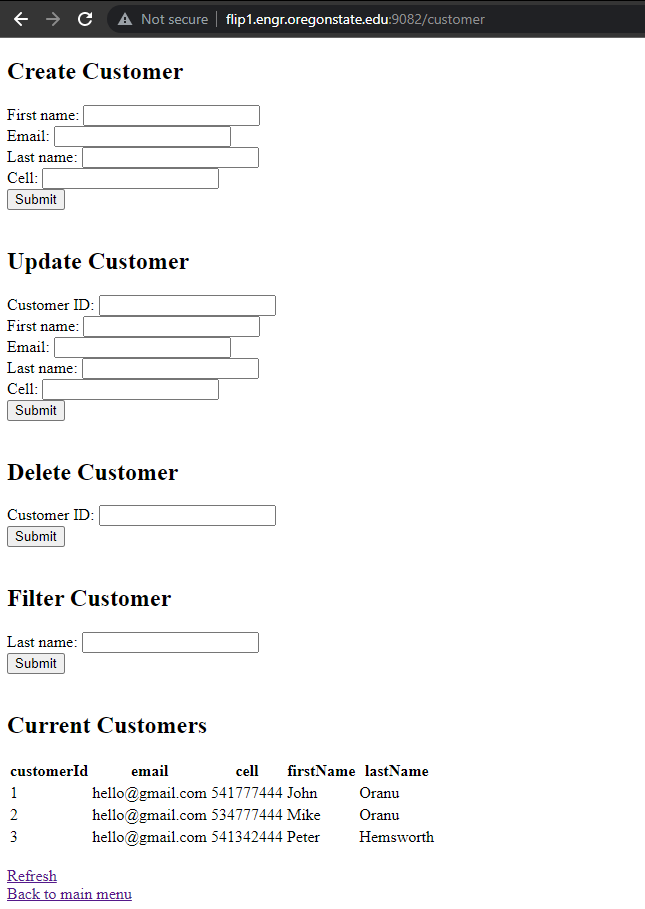 Not secure | flip1.engr.oregonstate.edu:9082/customer
Create Customer
First name:
Email:
Last name:
Cell:
Submit
Update Customer
Customer ID:
First name:
Email:
Last name:
Cell:
Submit
Delete Customer
Customer ID:
Submit
Filter Customer
Last name:
Submit
Current Customers
customerId email cell firstName lastName
1 hello@gmail.com 541777444 John Oranu
2 hello@gmail.com 534777444 Mike Oranu
3 hello@gmail.com 541342444 Peter Hemsworth
Refresh
Back to main menu